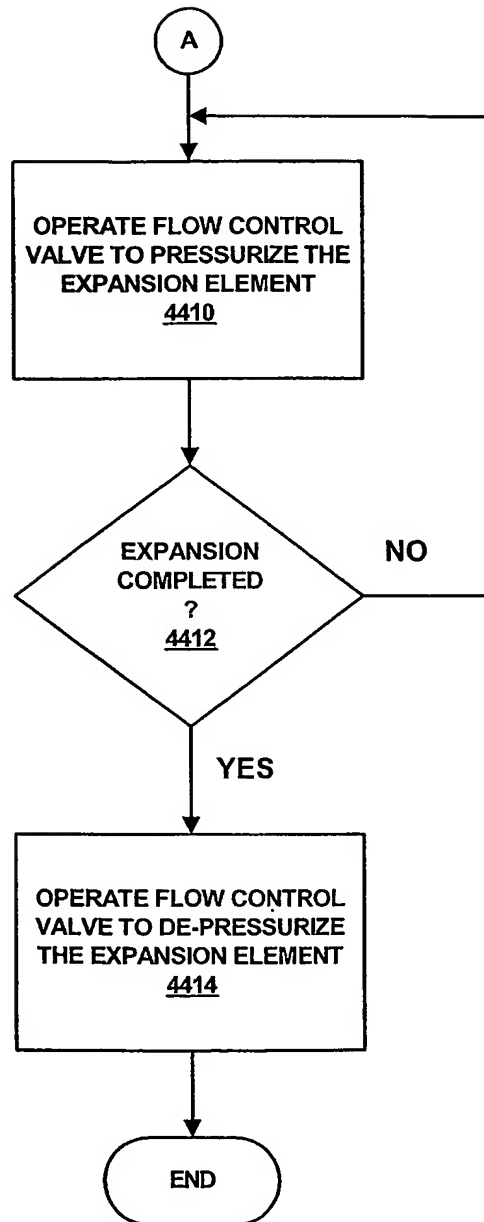 A
OPERATE FLOW CONTROL
VALVE TO PRESSURIZE THE
EXPANSION ELEMENT
4410
EXPANSION
COMPLETED
?
4412
NO
YES
OPERATE FLOW CONTROL
VALVE TO DE-PRESSURIZE
THE EXPANSION ELEMENT
4414
END